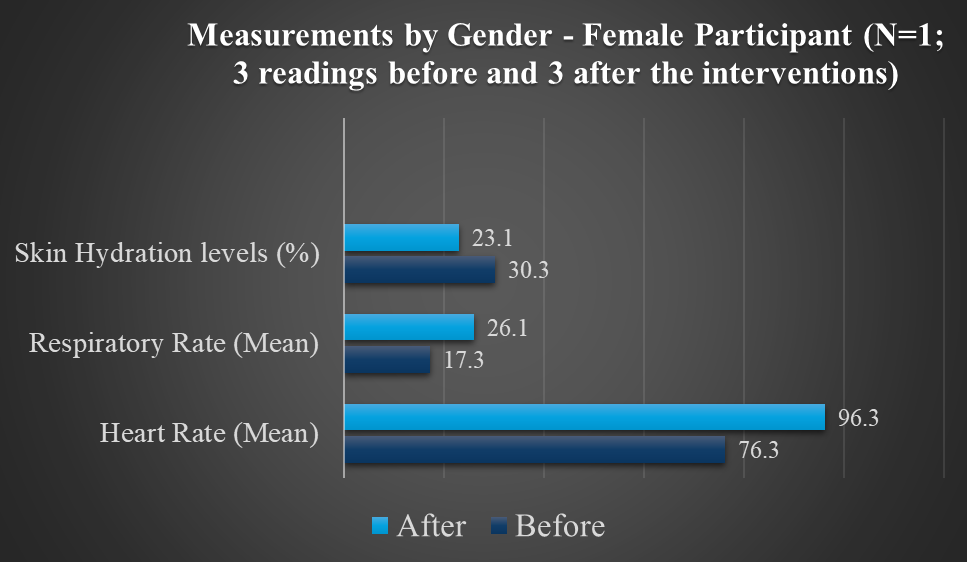 Measurements by Gender - Female Participant (N=1;
3 readings before and 3 after the interventions)
Skin Hydration levels (%)
23.1
30.3
Respiratory Rate (Mean)
26.1
17.3
Heart Rate (Mean)
96.3
76.3
After Before